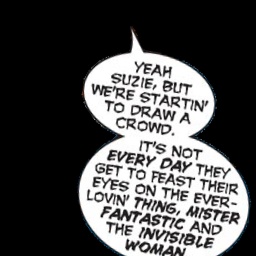 YEAH
SUZIE, BUT
WE'RE STARTIN'
TO DRAW A
CROWD.
IT'S NOT
EVERY DAY THEY
GET TO FEAST THEIR
EYES ON THE EVER-
LOVIN' THING, MISTER
FANTASTIC AND
THE INVISIBLE
WOMAN